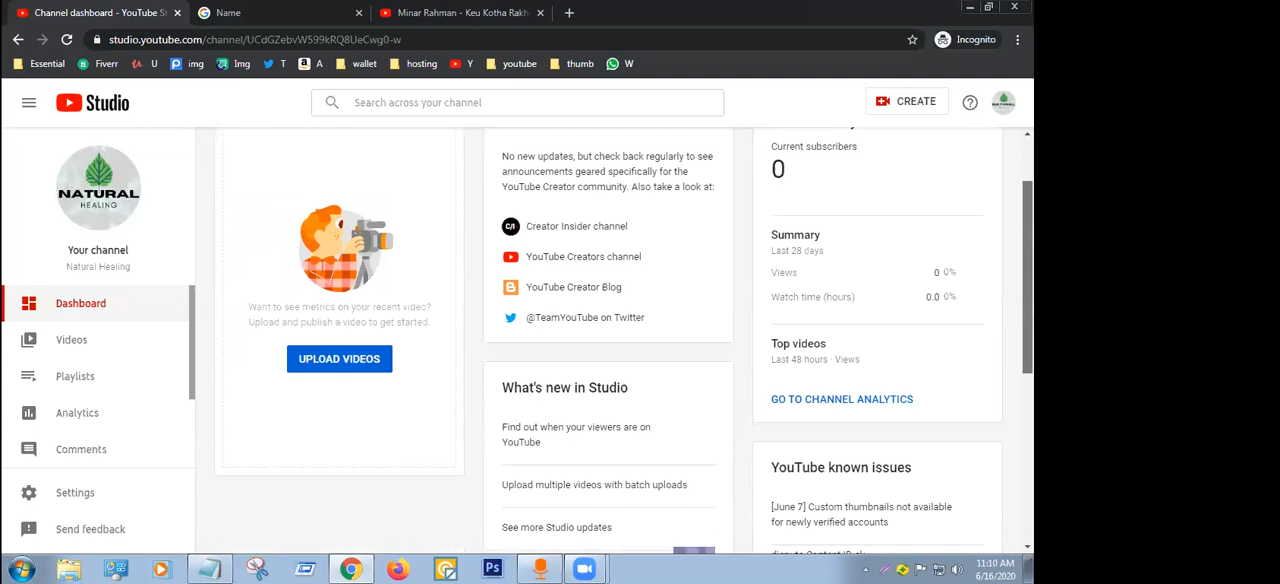 Channel dashboard - YouTube S
Name
Minar Rahman - Keu Kotha Rakh
studio.youtube.com/channel/UCdGZebvW599kRQ8UeCwg0-w
Incognito
Essential
Fiverr
U
img
Img
T
A
wallet
hosting
Y
youtube
thumb
W
Studio
Search across your channel
CREATE
NATURAL
HEALING
Your channel
Natural Healing
Dashboard
Videos
Playlists
Analytics
Comments
Settings
Send feedback
Want to see metrics on your recent video?
Upload and publish a video to get started.
UPLOAD VIDEOS
No new updates, but check back regularly to see
announcements geared specifically for the
YouTube Creator community. Also take a look at:
C/I
Creator Insider channel
YouTube Creators channel
YouTube Creator Blog
@TeamYouTube on Twitter
What's new in Studio
Find out when your viewers are on
YouTube
Upload multiple videos with batch uploads
See more Studio updates
Current subscribers
0
Summary
Last 28 days
Views 0 0%
Watch time (hours) 0.0 0%
Top videos
Last 48 hours · Views
GO TO CHANNEL ANALYTICS
YouTube known issues
[June 7] Custom thumbnails not available
for newly verified accounts
Ps
11:10 AM
6/16/2020